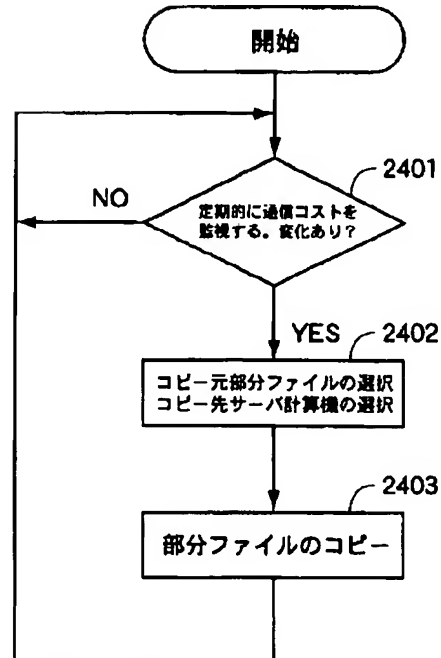 開始
2401
定期的に通信コストを
監視する。変化あり？
NO
YES
2402
コピー元部分ファイルの選択
コピー先サーバ計算機の選択
2403
部分ファイルのコピー